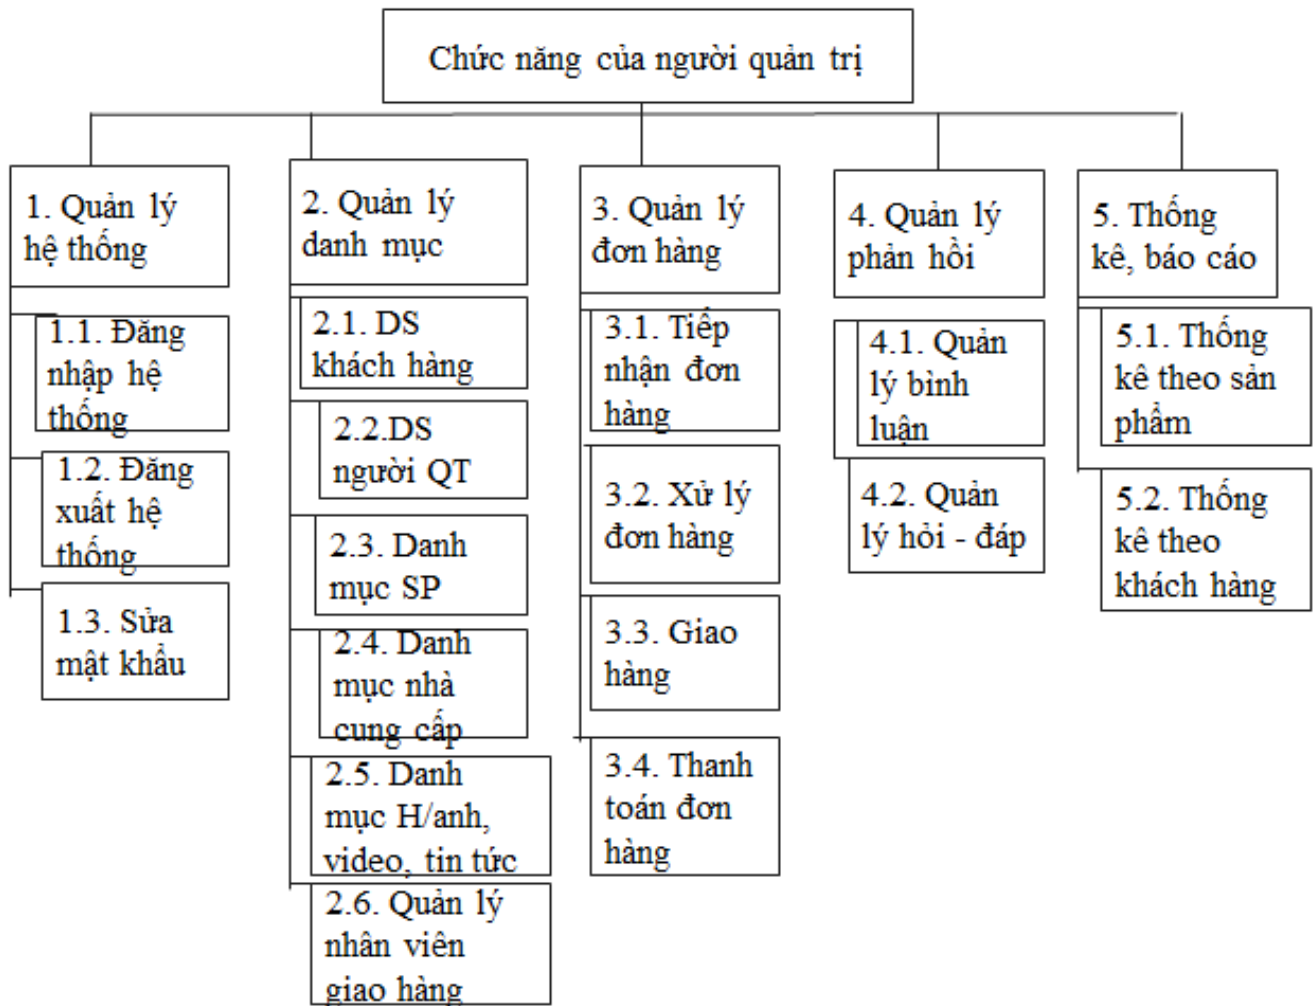 Chức năng của người quản trị
1. Quản lý
hệ thống
1.1. Đăng
nhập hệ
thống
1.2. Đăng
xuất hệ
thống
1.3. Sửa
mật khẩu
2. Quản lý
danh mục
2.1. DS
khách hàng
2.2.DS
người QT
2.3. Danh
mục SP
2.4. Danh
mục nhà
cung cấp
2.5. Danh
mục H/anh,
video, tin tức
2.6. Quản lý
nhân viên
giao hàng
3. Quản lý
đơn hàng
3.1. Tiếp
nhận đơn
hàng
3.2. Xử lý
đơn hàng
3.3. Giao
hàng
3.4. Thanh
toán đơn
hàng
4. Quản lý
phản hồi
4.1. Quản
lý bình
luận
4.2. Quản
lý hỏi - đáp
5. Thống
kê, báo cáo
5.1. Thống
kê theo sản
phẩm
5.2. Thống
kê theo
khách hàng